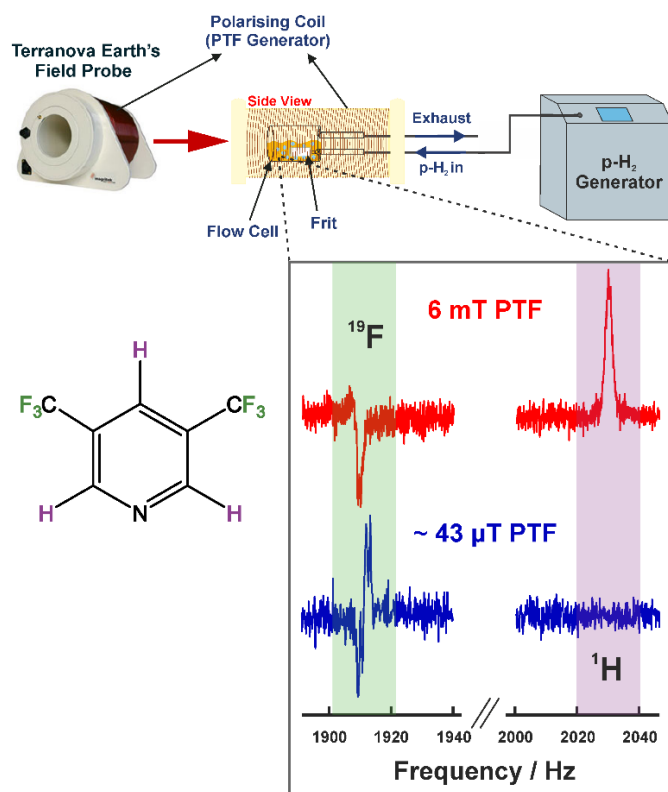 Polarising Coil
(PTF Generator)
Terranova Earth's
Field Probe
Side View
Exhaust
p-H₂ in
p-H₂
Generator
Flow Cell
Frit
¹⁹F
6 mT PTF
H
F₃C
CF₃
H
H
N
~ 43 µT PTF
¹H
1900 1920 1940 2000 2020 2040
Frequency / Hz